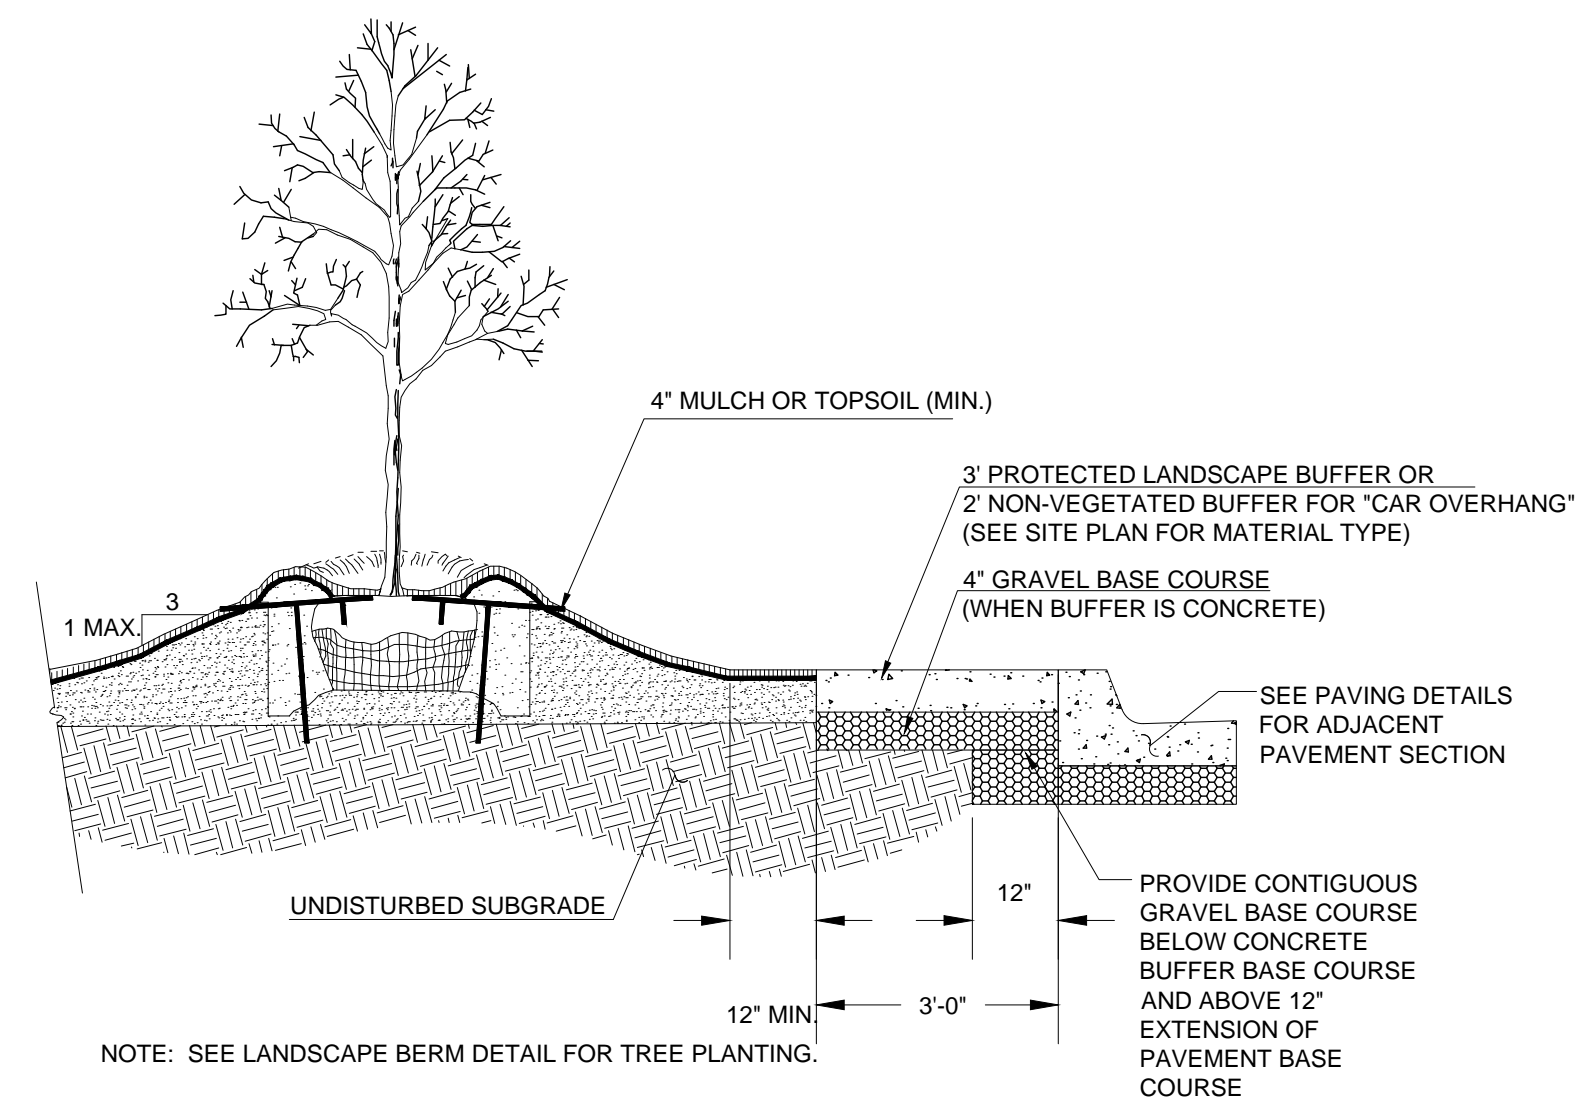 4" MULCH OR TOPSOIL (MIN.)
3' PROTECTED LANDSCAPE BUFFER OR
2' NON-VEGETATED BUFFER FOR "CAR OVERHANG"
(SEE SITE PLAN FOR MATERIAL TYPE)
4" GRAVEL BASE COURSE
(WHEN BUFFER IS CONCRETE)
3
1 MAX.
SEE PAVING DETAILS
FOR ADJACENT
PAVEMENT SECTION
UNDISTURBED SUBGRADE
12"
PROVIDE CONTIGUOUS
GRAVEL BASE COURSE
BELOW CONCRETE
BUFFER BASE COURSE
AND ABOVE 12"
EXTENSION OF
PAVEMENT BASE
COURSE
12" MIN.
3'-0"
NOTE: SEE LANDSCAPE BERM DETAIL FOR TREE PLANTING.